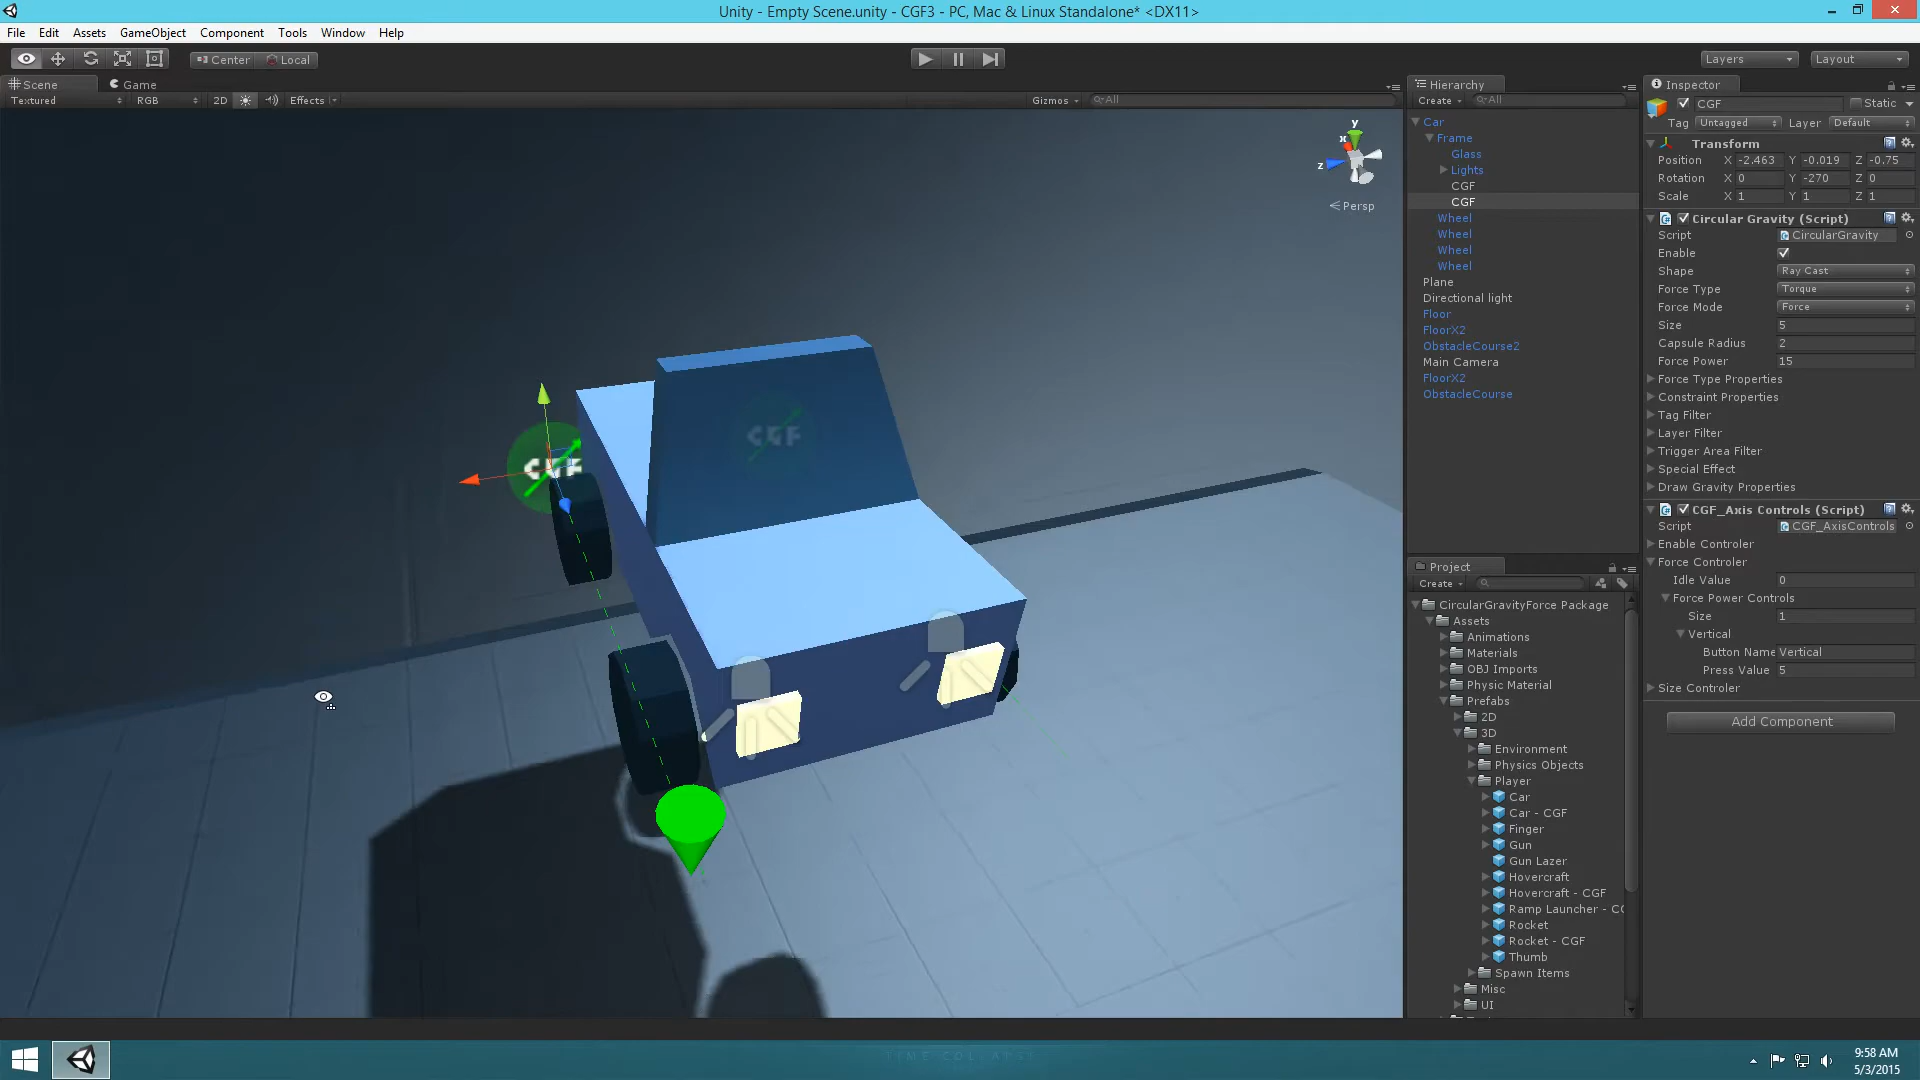 Unity - Empty Scene.unity - CGF3 - PC, Mac & Linux Standalone* <DX11>
File Edit Assets GameObject Component Tools Window Help
Center Local
Layers Layout
Scene Game
Textured RGB 2D Effects Gizmos All
y
x
z
Persp
CGF
CGF
Hierarchy
Create All
Car
Frame
Glass
Lights
CGF
CGF
Wheel
Wheel
Wheel
Wheel
Plane
Directional light
Floor
FloorX2
ObstacleCourse2
Main Camera
FloorX2
ObstacleCourse
Project
Create
CircularGravityForce Package
Assets
Animations
Materials
OBJ Imports
Physic Material
Prefabs
2D
3D
Environment
Physics Objects
Player
Car
Car - CGF
Finger
Gun
Gun Lazer
Hovercraft
Hovercraft - CGF
Ramp Launcher - CG
Rocket
Rocket - CGF
Thumb
Spawn Items
Misc
UI
Inspector
CGF Static
Tag Untagged Layer Default
Transform
Position X -2.463 Y -0.019 Z -0.75
Rotation X 0 Y -270 Z 0
Scale X 1 Y 1 Z 1
Circular Gravity (Script)
Script CircularGravity
Enable
Shape Ray Cast
Force Type Torque
Force Mode Force
Size 5
Capsule Radius 2
Force Power 15
Force Type Properties
Constraint Properties
Tag Filter
Layer Filter
Trigger Area Filter
Special Effect
Draw Gravity Properties
CGF_Axis Controls (Script)
Script CGF_AxisControls
Enable Controler
Force Controler
Idle Value 0
Force Power Controls
Size 1
Vertical
Button Name Vertical
Press Value 5
Size Controler
Add Component
TIME COLLAPSE
9:58 AM
5/3/2015